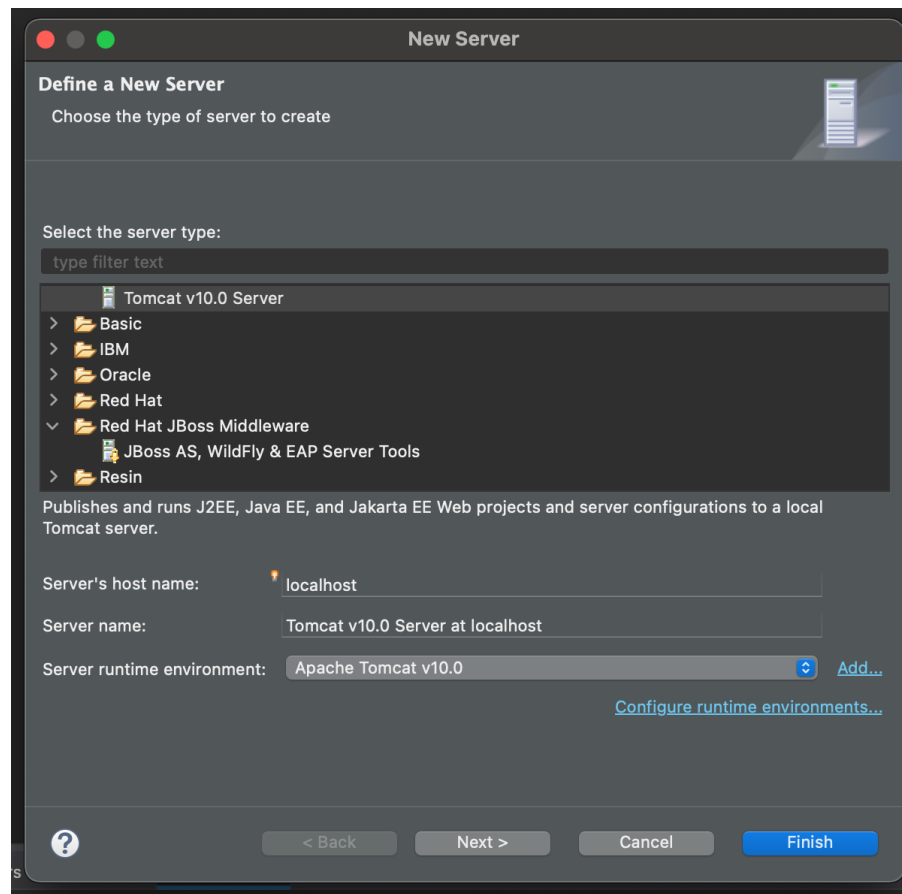 New Server
Define a New Server
Choose the type of server to create
Select the server type:
type filter text
Tomcat v10.0 Server
Basic
IBM
Oracle
Red Hat
Red Hat JBoss Middleware
JBoss AS, WildFly & EAP Server Tools
Resin
Publishes and runs J2EE, Java EE, and Jakarta EE Web projects and server configurations to a local
Tomcat server.
Server's host name: localhost
Server name: Tomcat v10.0 Server at localhost
Server runtime environment: Apache Tomcat v10.0 Add...
Configure runtime environments...
? < Back Next > Cancel Finish